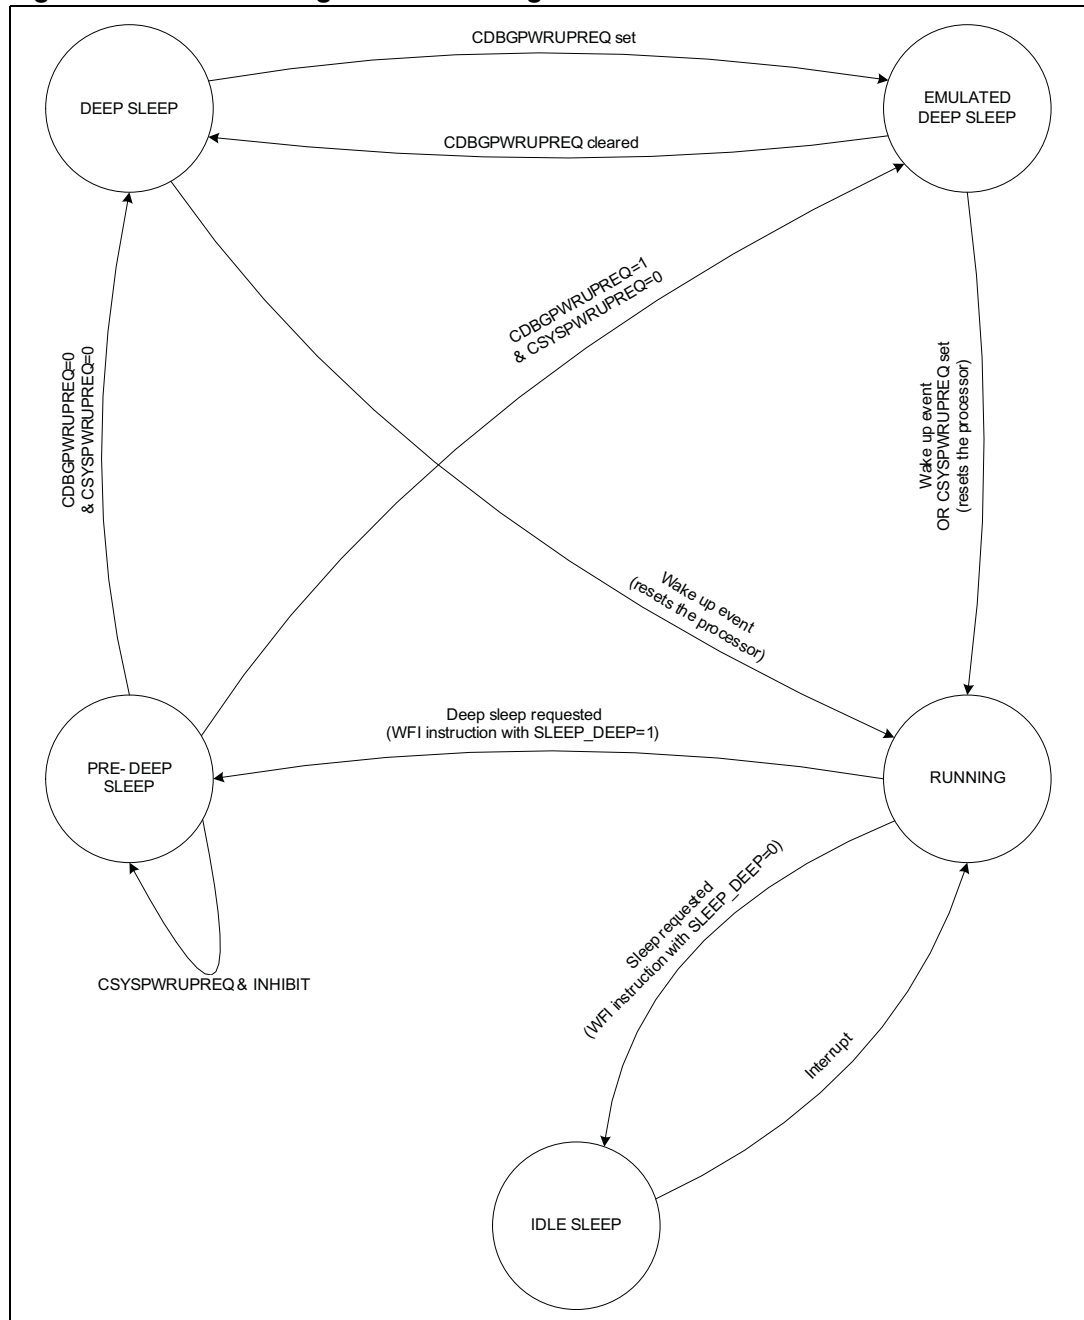 CDBGPWRUPREQ set
DEEP SLEEP
EMULATED
DEEP SLEEP
CDBGPWRUPREQ cleared
CDBGPWRUPREQ=1
& CSYSPWRUPREQ=0
CDBGPWRUPREQ=0
& CSYSPWRUPREQ=0
Wake up event
OR CSYSPWRUPREQ set
(resets the processor)
Wake up event
(resets the processor)
Deep sleep requested
(WFI instruction with SLEEP_DEEP=1)
PRE- DEEP
SLEEP
RUNNING
Sleep requested
(WFI instruction with SLEEP_DEEP=0)
CSYSPWRUPREQ & INHIBIT
Interrupt
IDLE SLEEP